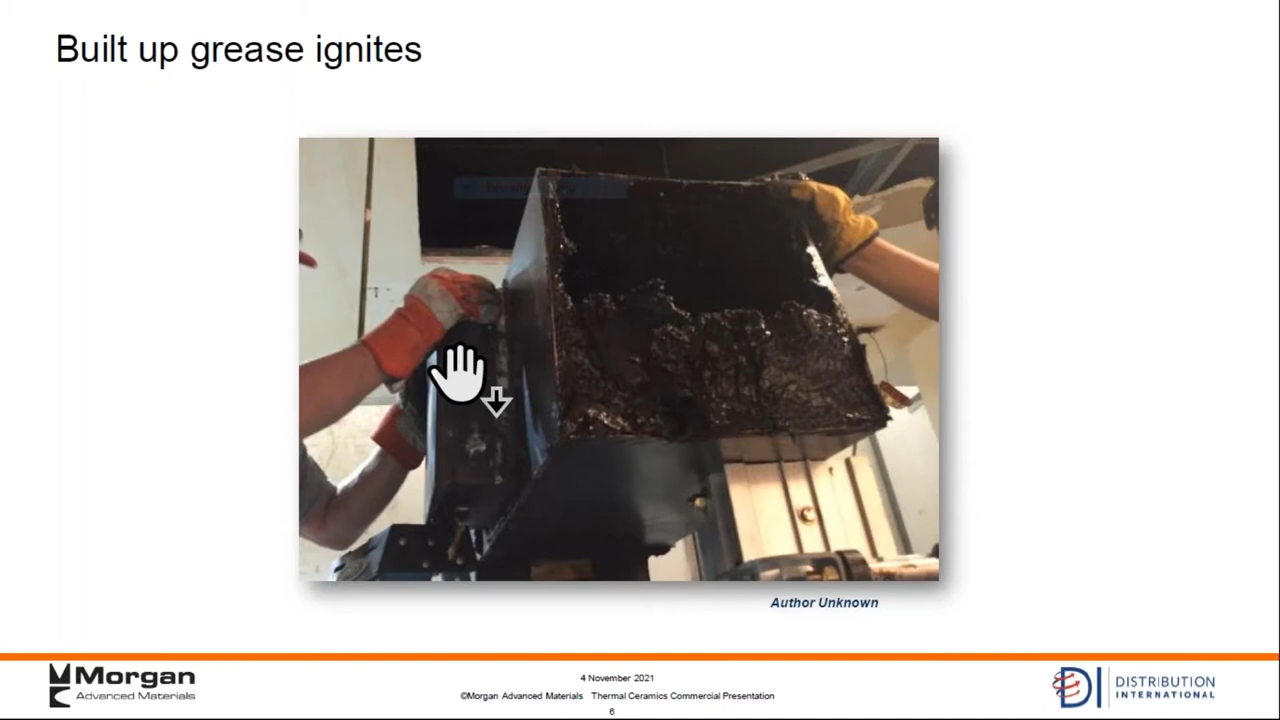 Built up grease ignites
Author Unknown
Morgan
Advanced Materials
4 November 2021
©Morgan Advanced Materials Thermal Ceramics Commercial Presentation
6
DI
DISTRIBUTION
INTERNATIONAL